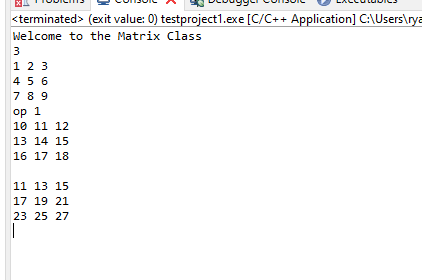 Problems Console Debugger Console Executables
<terminated> (exit value: 0) testproject1.exe [C/C++ Application] C:\Users\rya
Welcome to the Matrix Class
3
1 2 3
4 5 6
7 8 9
op 1
10 11 12
13 14 15
16 17 18
11 13 15
17 19 21
23 25 27